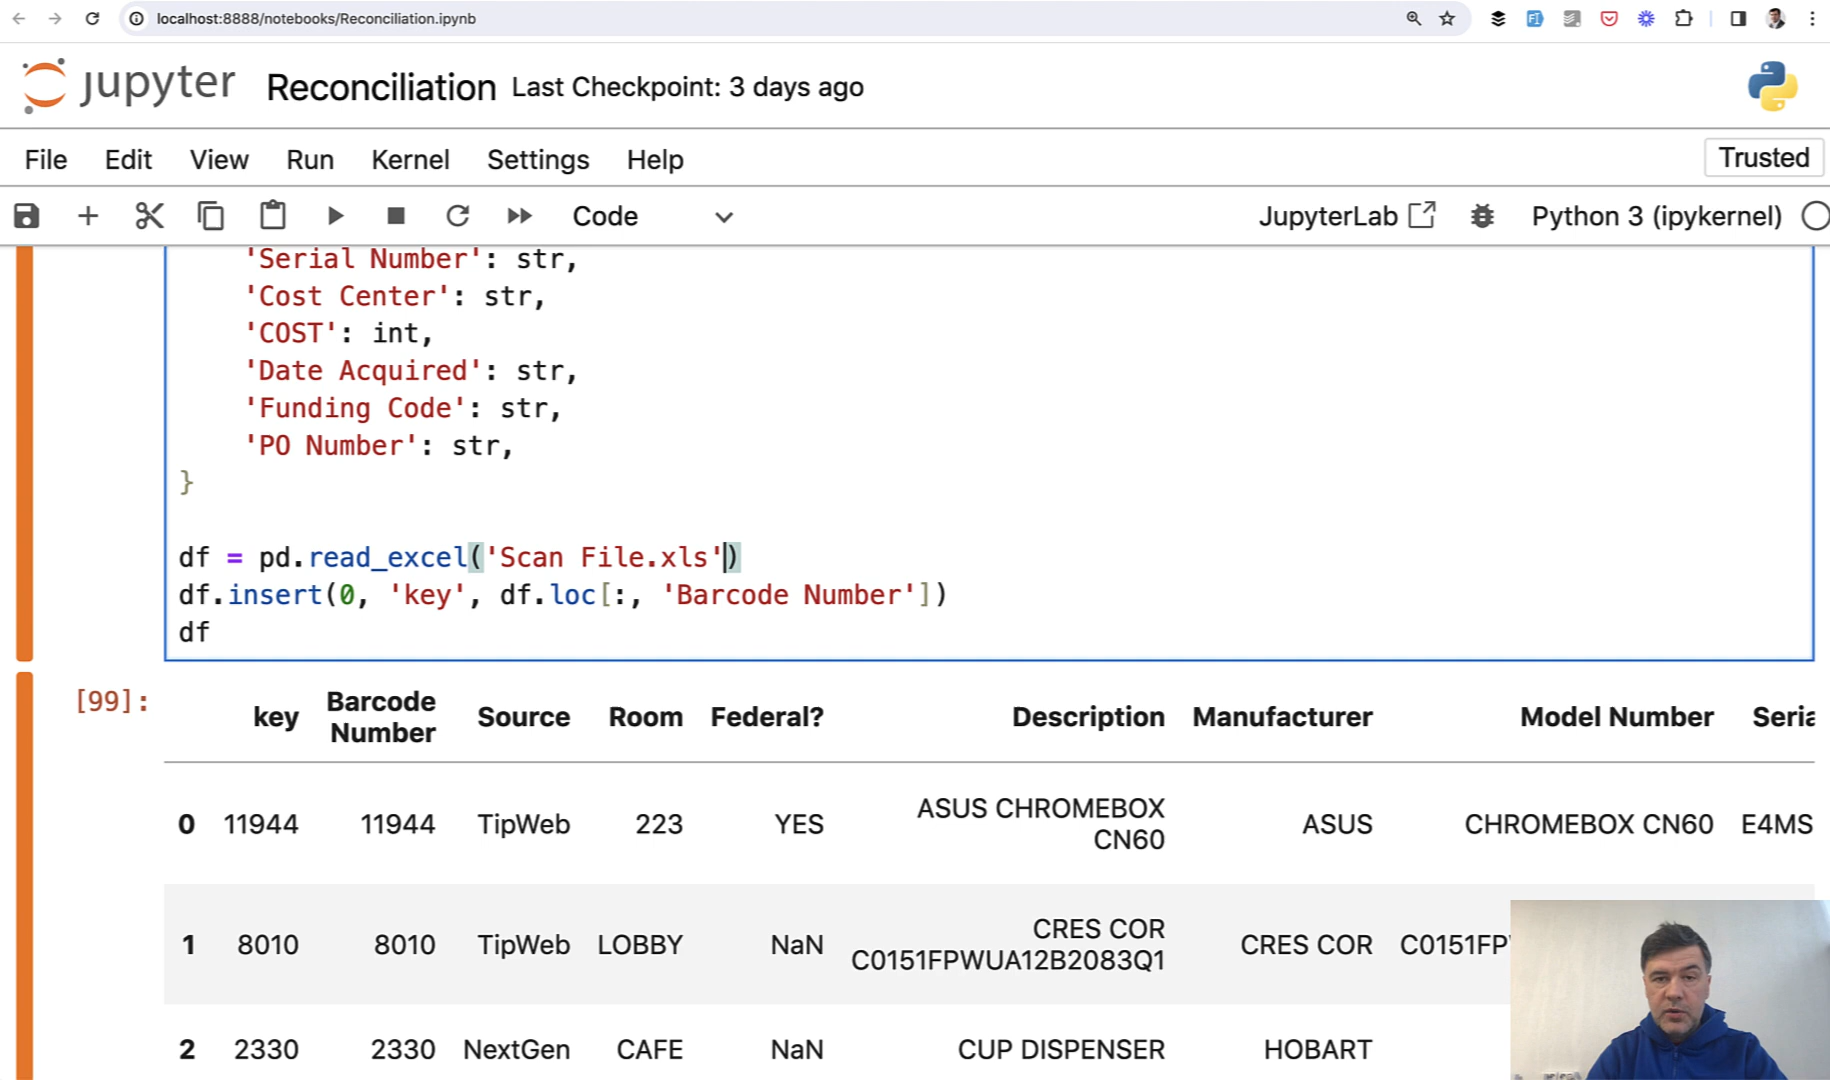 localhost:8888/notebooks/Reconciliation.ipynb
jupyter Reconciliation Last Checkpoint: 3 days ago
File Edit View Run Kernel Settings Help Trusted
Code JupyterLab Python 3 (ipykernel)
'Serial Number': str,
'Cost Center': str,
'COST': int,
'Date Acquired': str,
'Funding Code': str,
'PO Number': str,
}
df = pd.read_excel('Scan File.xls')
df.insert(0, 'key', df.loc[:, 'Barcode Number'])
df
[99]:
key Barcode Number Source Room Federal? Description Manufacturer Model Number Seria
0 11944 11944 TipWeb 223 YES ASUS CHROMEBOX CN60 ASUS CHROMEBOX CN60 E4MS
1 8010 8010 TipWeb LOBBY NaN CRES COR C0151FPWUA12B2083Q1 CRES COR C0151FP
2 2330 2330 NextGen CAFE NaN CUP DISPENSER HOBART